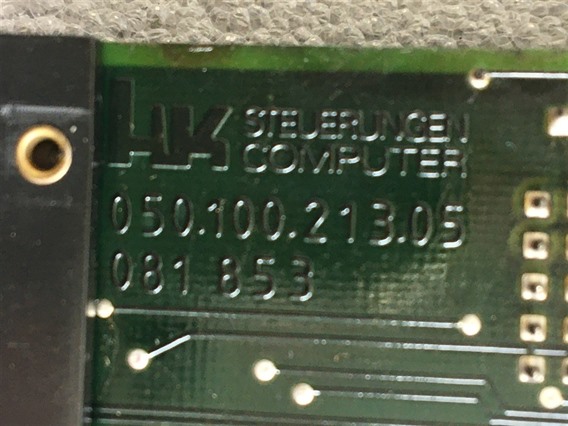 HK STEUERUNGEN
COMPUTER
050.100.213.05
081 853